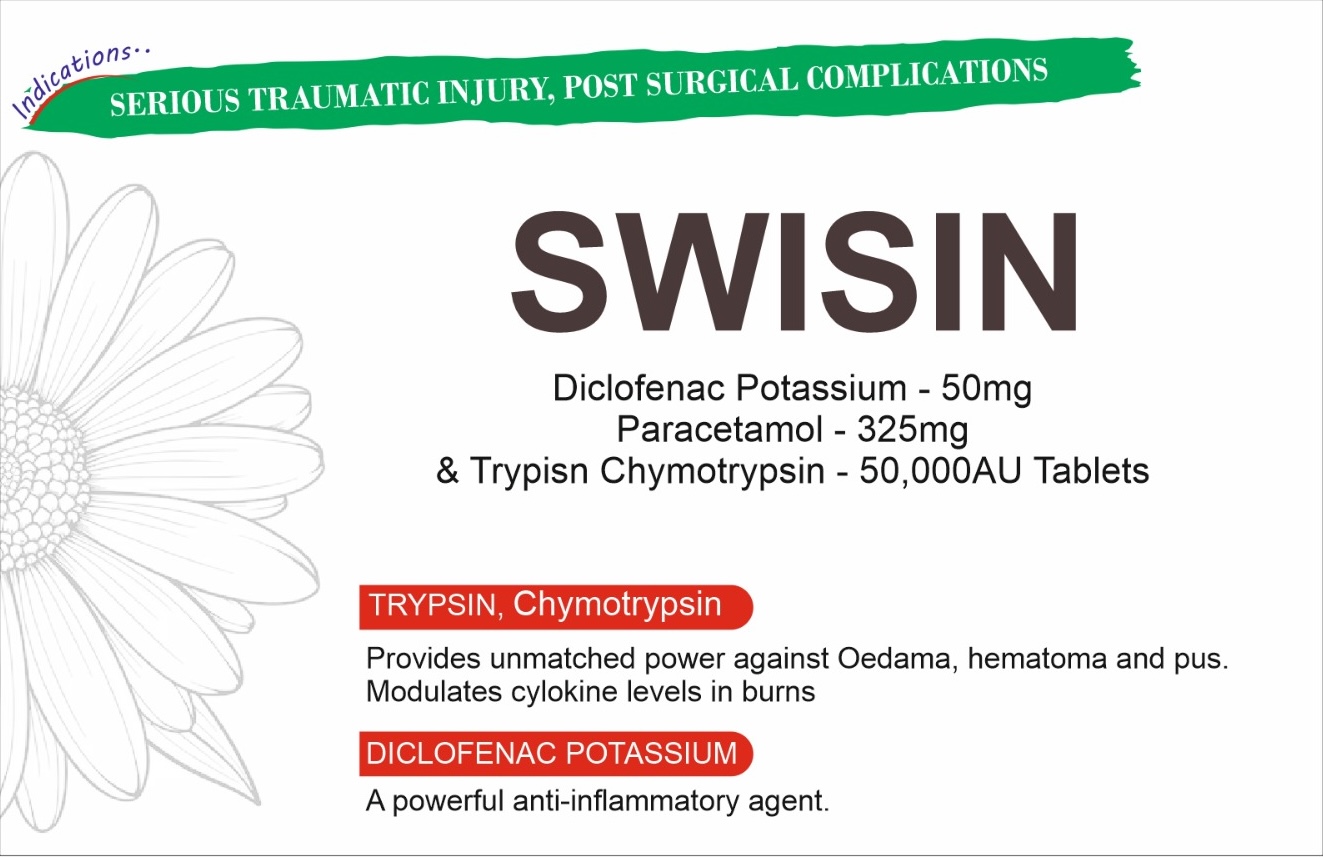 Indications..
SERIOUS TRAUMATIC INJURY, POST SURGICAL COMPLICATIONS
SWISIN
Diclofenac Potassium - 50mg
Paracetamol - 325mg
& Trypisn Chymotrypsin - 50,000AU Tablets
TRYPSIN, Chymotrypsin
Provides unmatched power against Oedama, hematoma and pus.
Modulates cylokine levels in burns
DICLOFENAC POTASSIUM
A powerful anti-inflammatory agent.